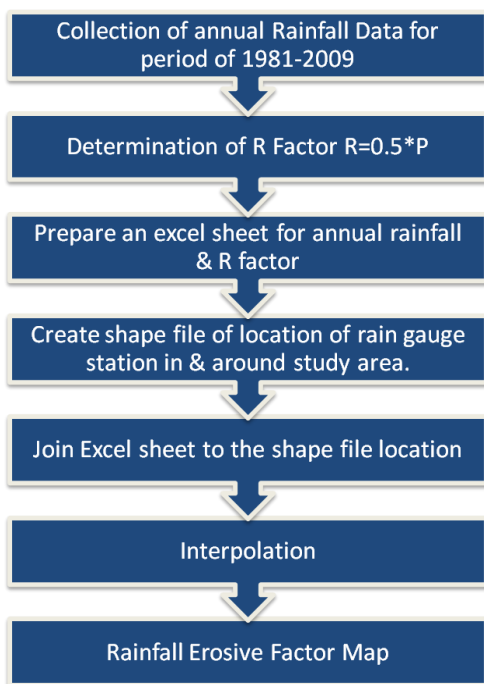 Collection of annual Rainfall Data for
period of 1981-2009
Determination of R Factor R=0.5*P
Prepare an excel sheet for annual rainfall
& R factor
Create shape file of location of rain gauge
station in & around study area.
Join Excel sheet to the shape file location
Interpolation
Rainfall Erosive Factor Map